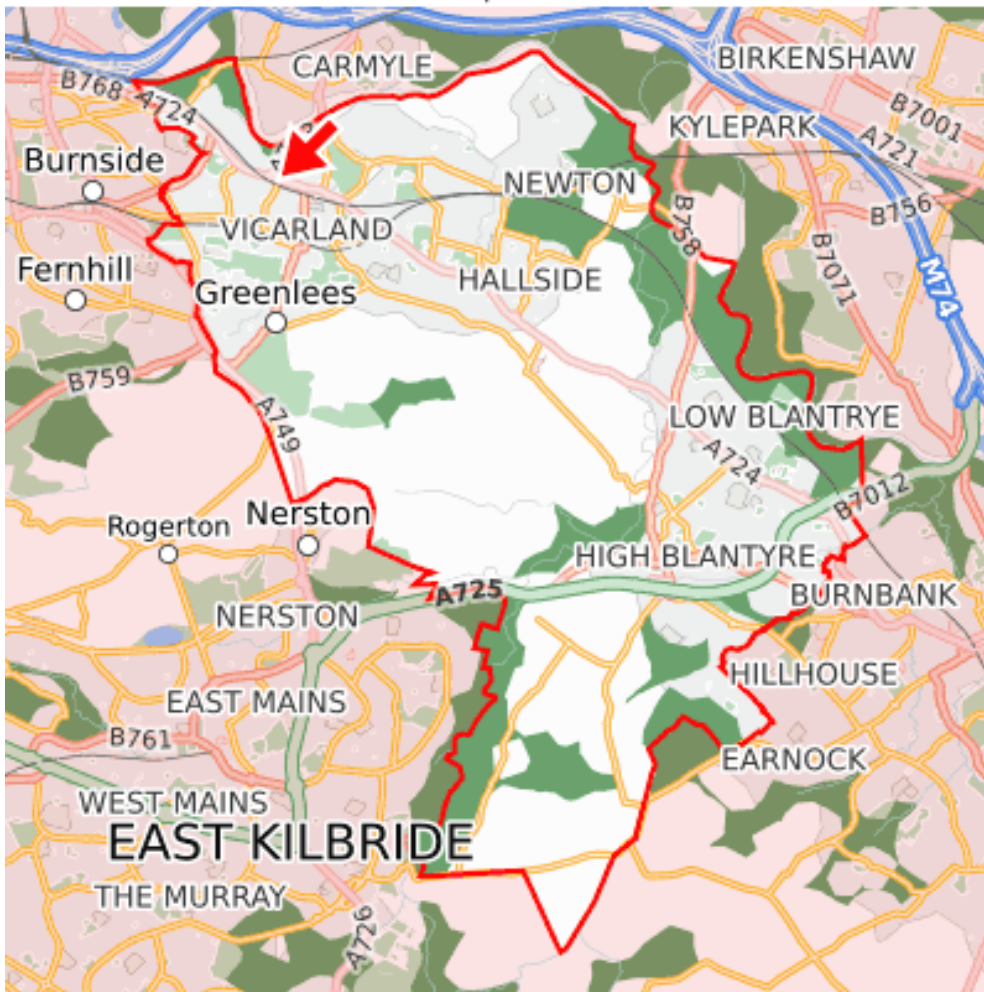 CARMYLE
BIRKENSHAW
B768
A724
B7001
KYLEPARK
A721
Burnside
NEWTON
B756
B758
VICARLAND
B7071
Fernhill
HALLSIDE
M74
Greenlees
B759
A749
LOW BLANTRYE
A724
B7012
Nerston
Rogerton
HIGH BLANTYRE
A725
BURNBANK
NERSTON
HILLHOUSE
EAST MAINS
B761
EARNOCK
WEST MAINS
EAST KILBRIDE
THE MURRAY
A726